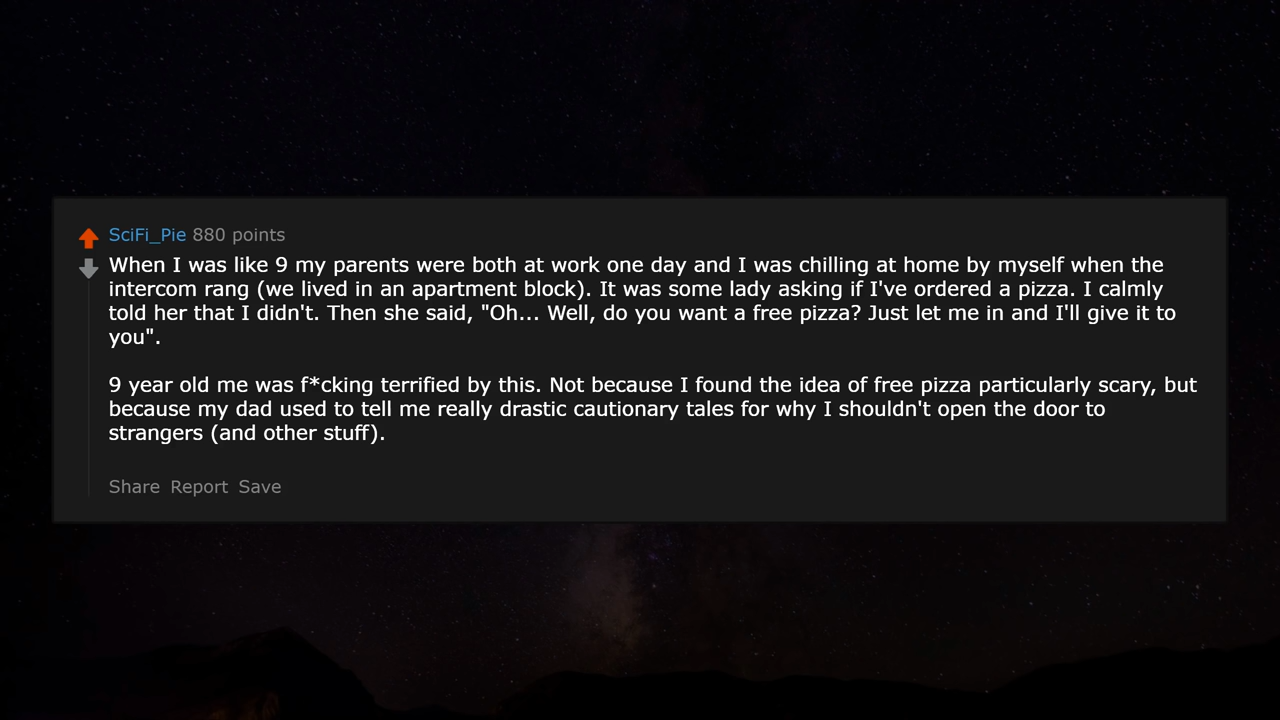 SciFi_Pie 880 points
When I was like 9 my parents were both at work one day and I was chilling at home by myself when the
intercom rang (we lived in an apartment block). It was some lady asking if I've ordered a pizza. I calmly
told her that I didn't. Then she said, "Oh... Well, do you want a free pizza? Just let me in and I'll give it to
you".
9 year old me was f*cking terrified by this. Not because I found the idea of free pizza particularly scary, but
because my dad used to tell me really drastic cautionary tales for why I shouldn't open the door to
strangers (and other stuff).
Share Report Save